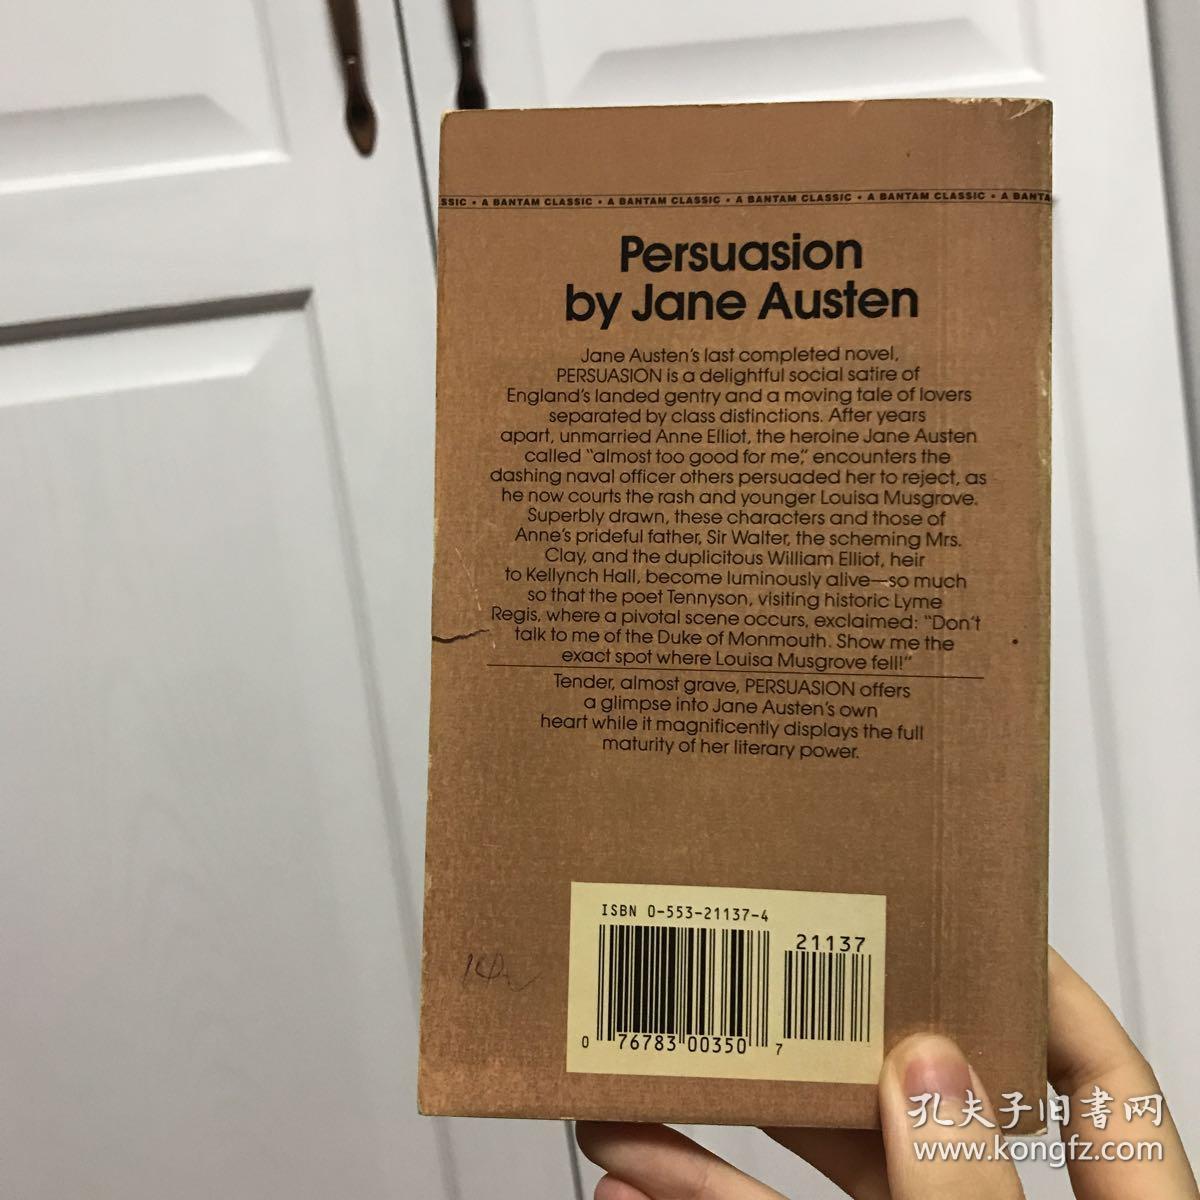 SSIC • A BANTAM CLASSIC • A BANTAM CLASSIC • A BANTAM CLASSIC • A BANTAM CLASSIC • A BANTA
Persuasion
by Jane Austen
Jane Austen's last completed novel,
PERSUASION is a delightful social satire of
England's landed gentry and a moving tale of lovers
separated by class distinctions. After years
apart, unmarried Anne Elliot, the heroine Jane Austen
called "almost too good for me," encounters the
dashing naval officer others persuaded her to reject, as
he now courts the rash and younger Louisa Musgrove.
Superbly drawn, these characters and those of
Anne's prideful father, Sir Walter, the scheming Mrs.
Clay, and the duplicitous William Elliot, heir
to Kellynch Hall, become luminously alive—so much
so that the poet Tennyson, visiting historic Lyme
Regis, where a pivotal scene occurs, exclaimed: "Don't
talk to me of the Duke of Monmouth. Show me the
exact spot where Louisa Musgrove fell!"
Tender, almost grave, PERSUASION offers
a glimpse into Jane Austen's own
heart while it magnificently displays the full
maturity of her literary power.
ISBN 0-553-21137-4
21137
0 76783 00350 7
孔夫子旧書网
www.kongfz.com